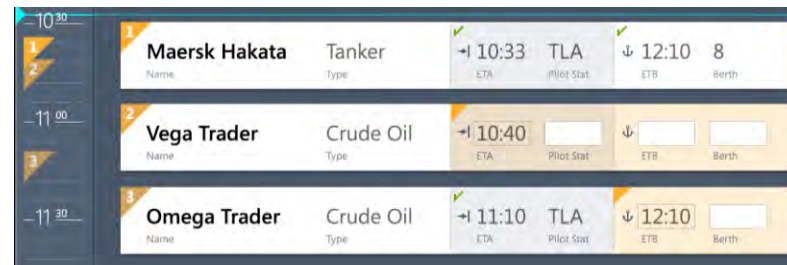 10 30
1
2
11 00
3
11 30
1
Maersk Hakata Tanker 10:33 TLA 12:10 8
Name Type ETA Pilot Stat ETB Berth
2
Vega Trader Crude Oil 10:40
Name Type ETA Pilot Stat ETB Berth
3
Omega Trader Crude Oil 11:10 TLA 12:10
Name Type ETA Pilot Stat ETB Berth